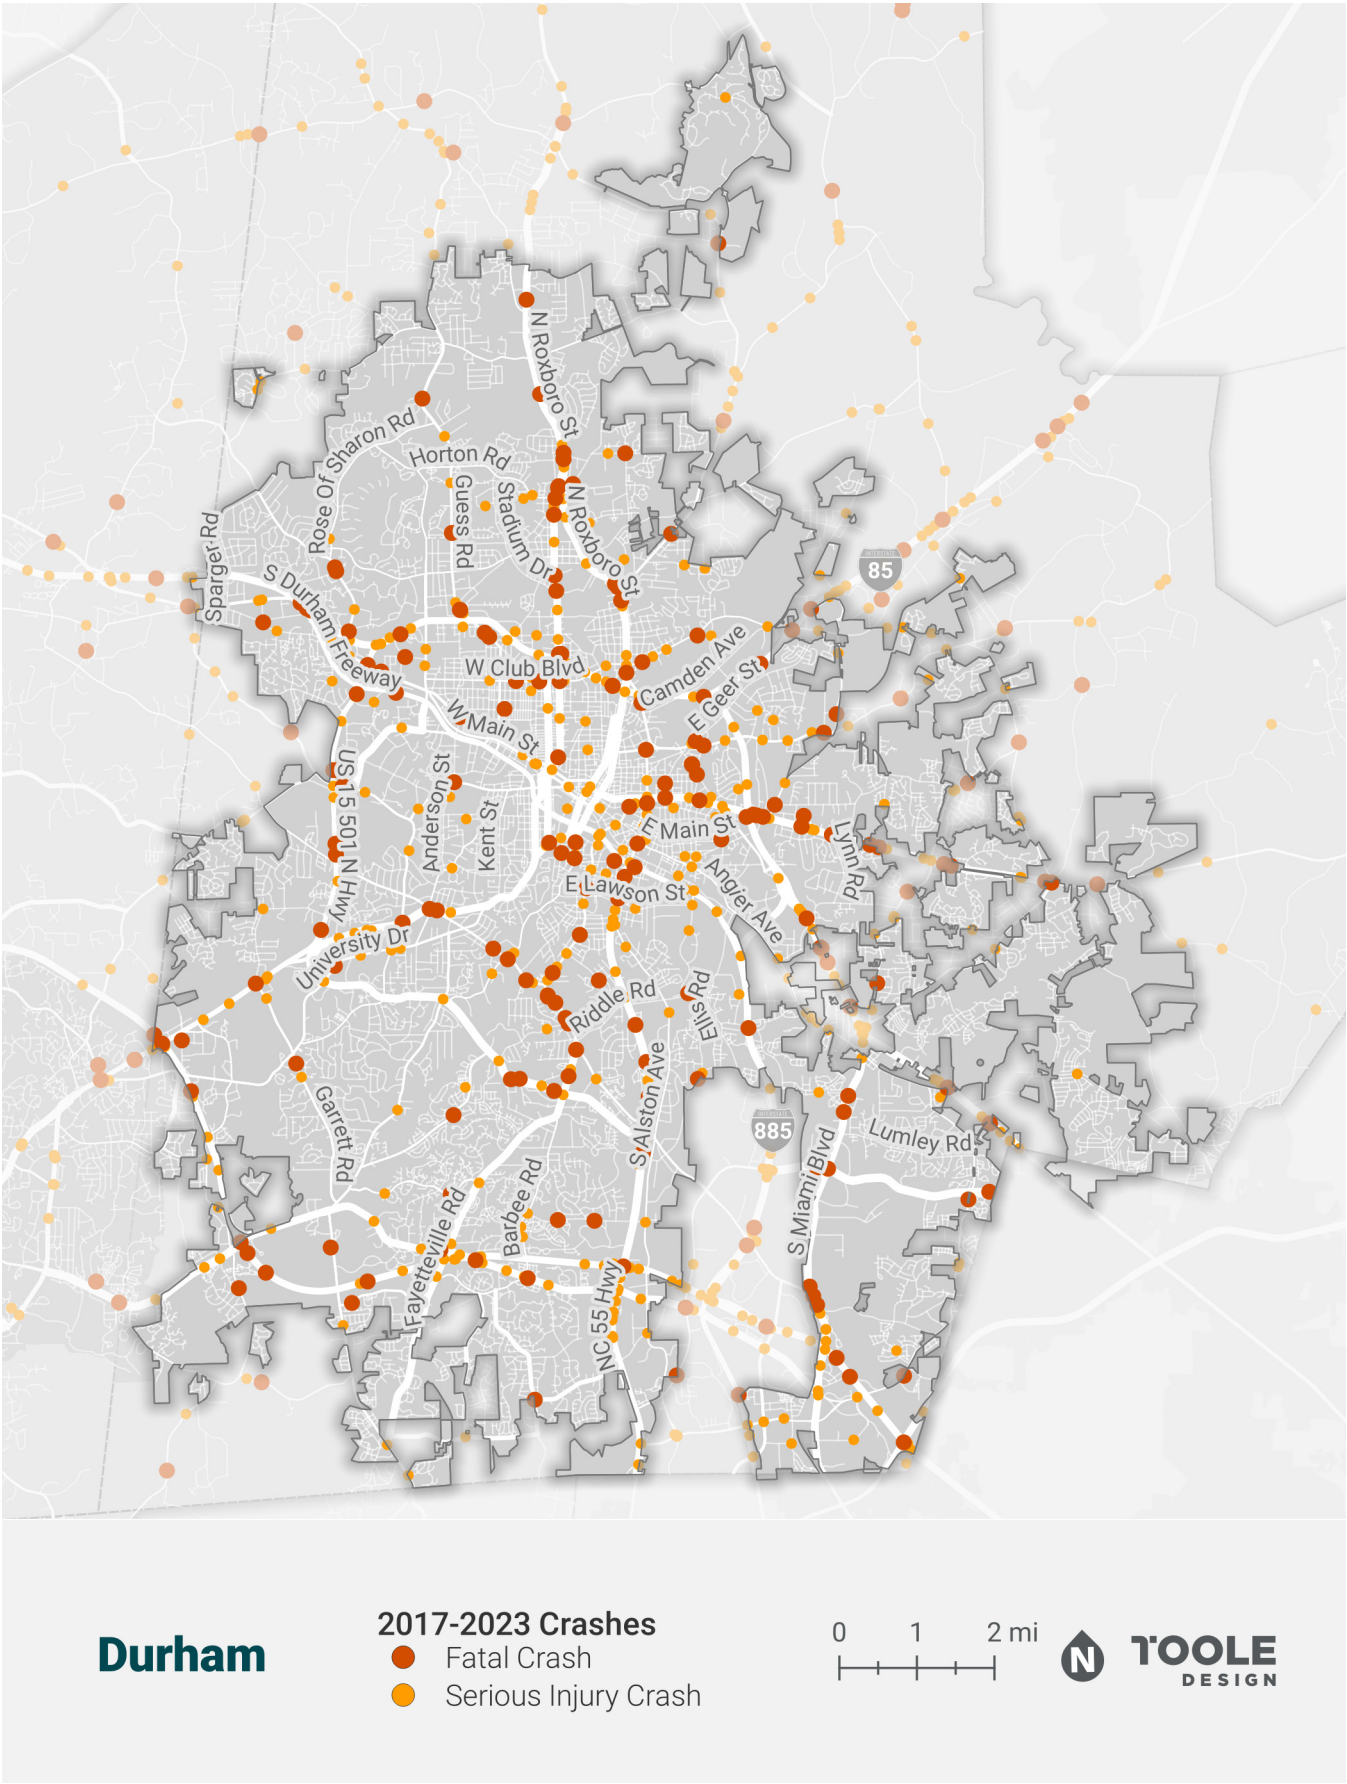 N Roxboro St
Rose Of Sharon Rd
Horton Rd
Guess Rd
Stadium Dr
N Roxboro St
Sparger Rd
S Durham Freeway
INTERSTATE
85
W Club Blvd
Camden Ave
E Geer St
W Main St
US 15 501 N Hwy
Anderson St
Kent St
E Main St
Lynn Rd
Angier Ave
E Lawson St
University Dr
Riddle Rd
Ellis Rd
Garrett Rd
S Alston Ave
INTERSTATE
885
Lumley Rd
S Miami Blvd
Barbee Rd
Fayetteville Rd
NC 55 Hwy
Durham
2017-2023 Crashes
Fatal Crash
Serious Injury Crash
0 1 2 mi
N
TOOLE
DESIGN